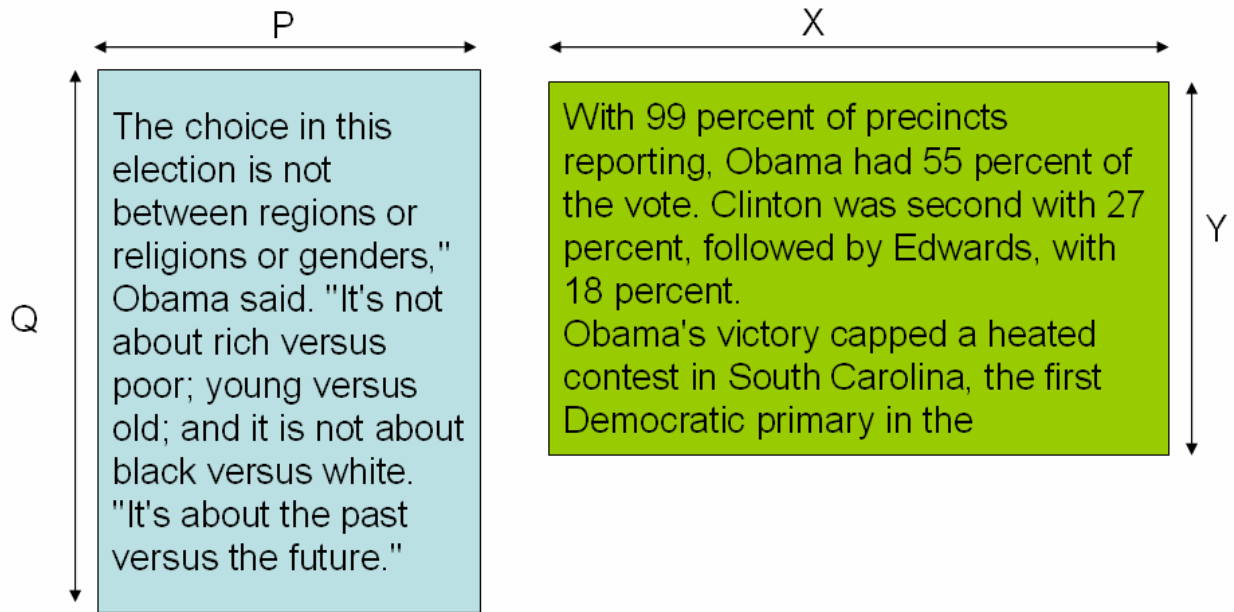 P
Q
The choice in this
election is not
between regions or
religions or genders,"
Obama said. "It's not
about rich versus
poor; young versus
old; and it is not about
black versus white.
"It's about the past
versus the future."
X
With 99 percent of precincts
reporting, Obama had 55 percent of
the vote. Clinton was second with 27
percent, followed by Edwards, with
18 percent.
Obama's victory capped a heated
contest in South Carolina, the first
Democratic primary in the
Y